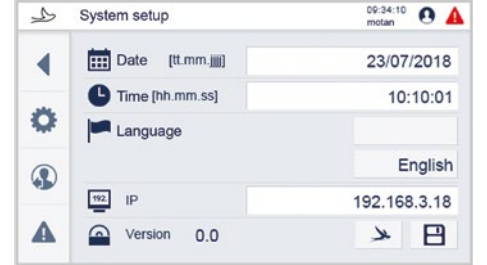 System setup
09:34:10
motan
Date [tt.mm.jjjj]
23/07/2018
Time [hh.mm.ss]
10:10:01
Language
English
192.
IP
192.168.3.18
Version 0.0